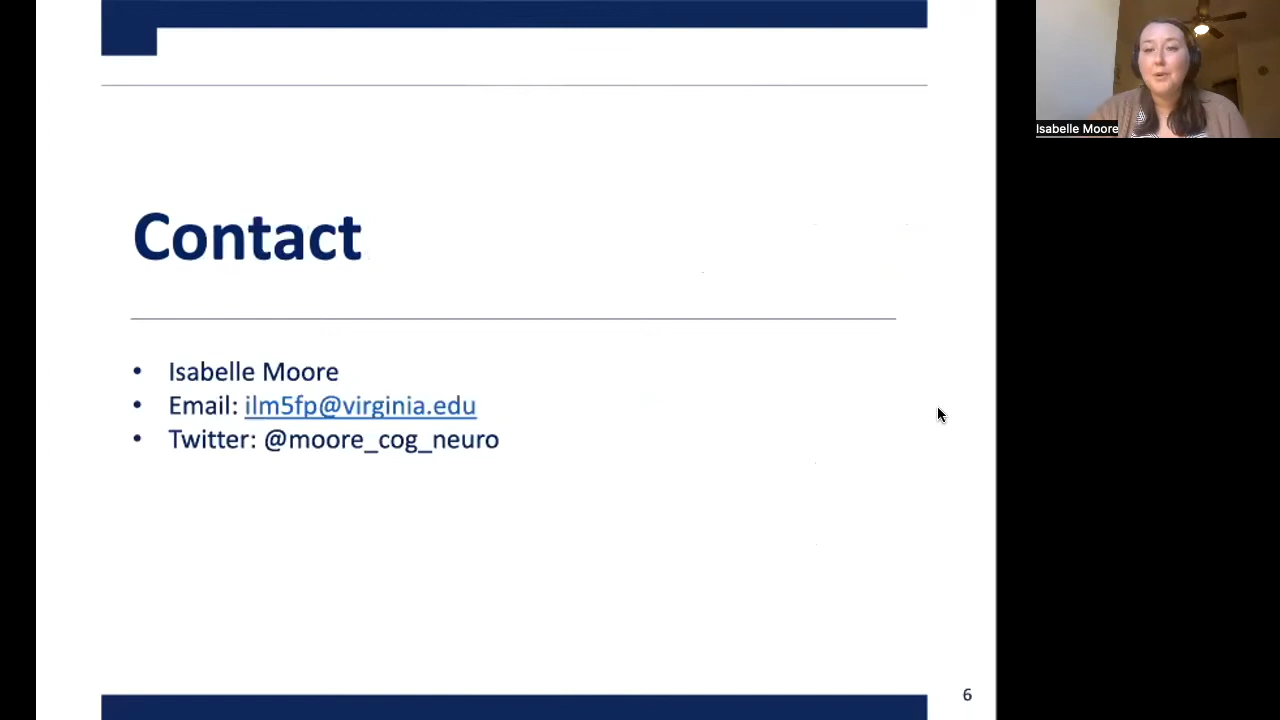 Isabelle Moore
Contact
• Isabelle Moore
• Email: ilm5fp@virginia.edu
• Twitter: @moore_cog_neuro
6